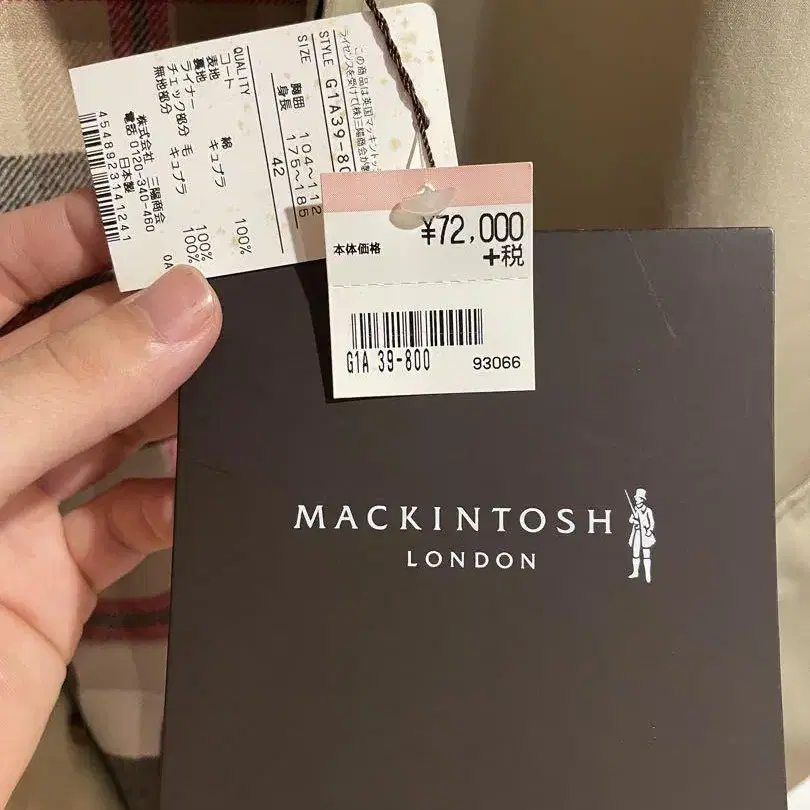 この商品は英国マッキントッ
ライセンスを受けて(株)三陽商会が
STYLE G1A39-80
SIZE
胸囲 104~112
身長 175~185
42
QUALITY
コート
表地 綿 100%
裏地 キュプラ 100%
ライナー
チェック部分 毛 100%
無地部分 キュプラ
株式会社 三陽商会
電話 0120-340-460
日本製
4548923141241
¥72,000
本体価格
+税
G1A 39-800
93066
MACKINTOSH
LONDON